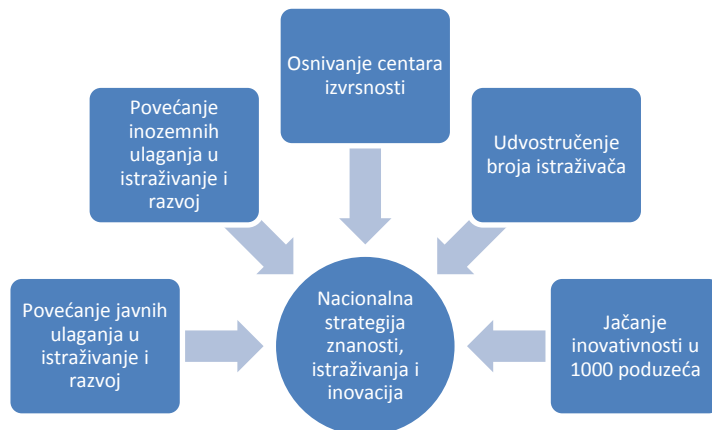 Osnivanje centara
izvrsnosti
Povećanje
inozemnih
ulaganja u
istraživanje i
razvoj
Udvostručenje
broja istraživača
Povećanje javnih
ulaganja u
istraživanje i
razvoj
Nacionalna
strategija
znanosti,
istraživanja i
inovacija
Jačanje
inovativnosti u
1000 poduzeća